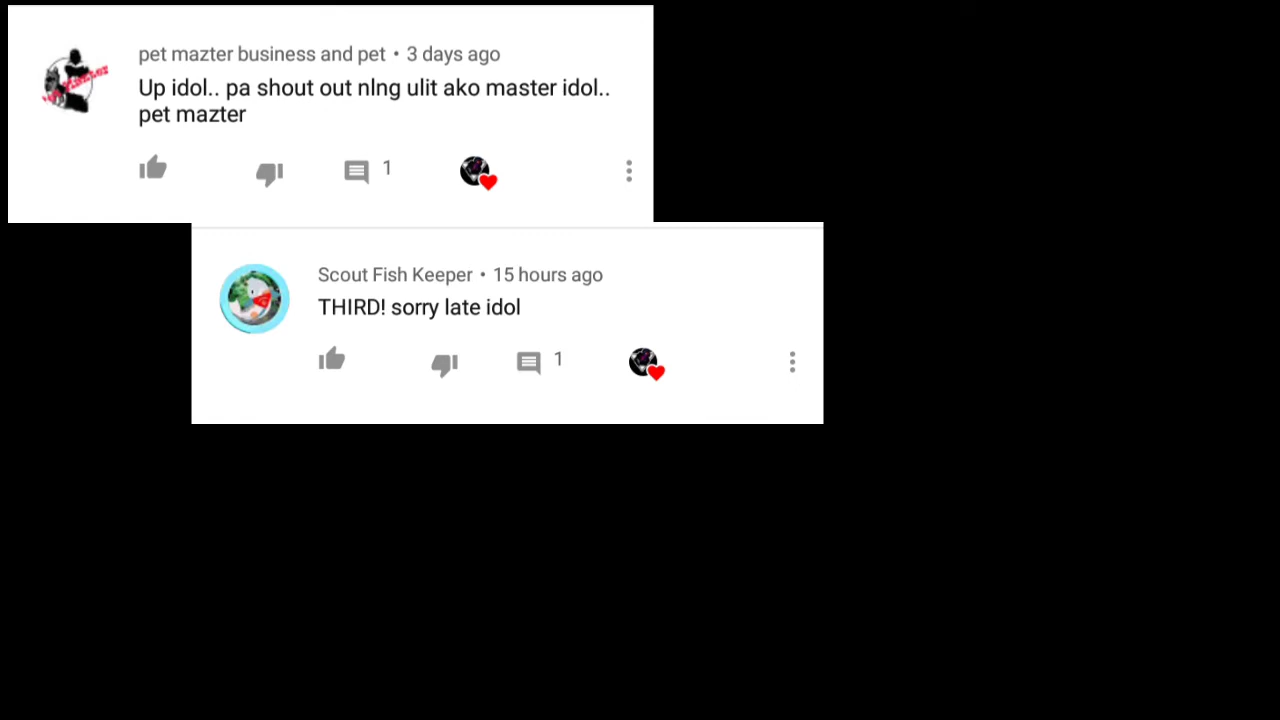 pet mazter business and pet • 3 days ago
Up idol.. pa shout out nlng ulit ako master idol..
pet mazter
1
Scout Fish Keeper • 15 hours ago
THIRD! sorry late idol
1